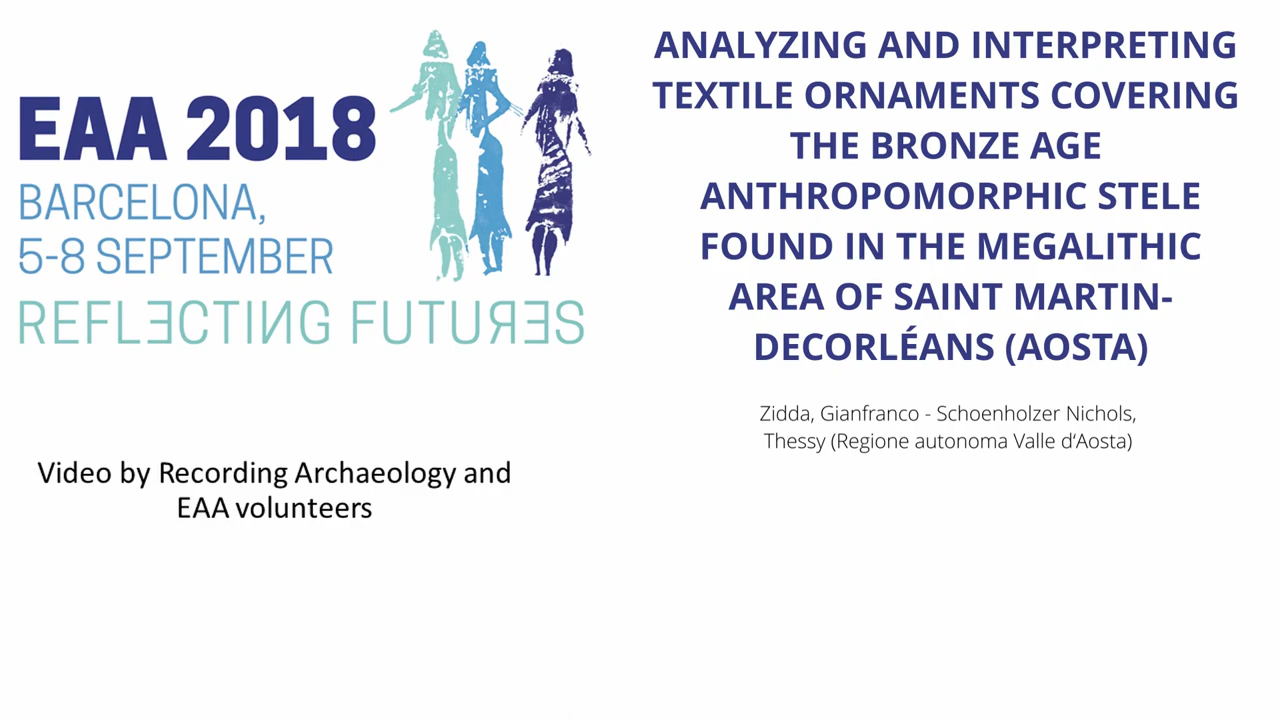 EAA 2018
BARCELONA,
5-8 SEPTEMBER
REFLECTING FUTURES
Video by Recording Archaeology and
EAA volunteers
ANALYZING AND INTERPRETING
TEXTILE ORNAMENTS COVERING
THE BRONZE AGE
ANTHROPOMORPHIC STELE
FOUND IN THE MEGALITHIC
AREA OF SAINT MARTIN-
DECORLÉANS (AOSTA)
Zidda, Gianfranco - Schoenholzer Nichols,
Thessy (Regione autonoma Valle d’Aosta)